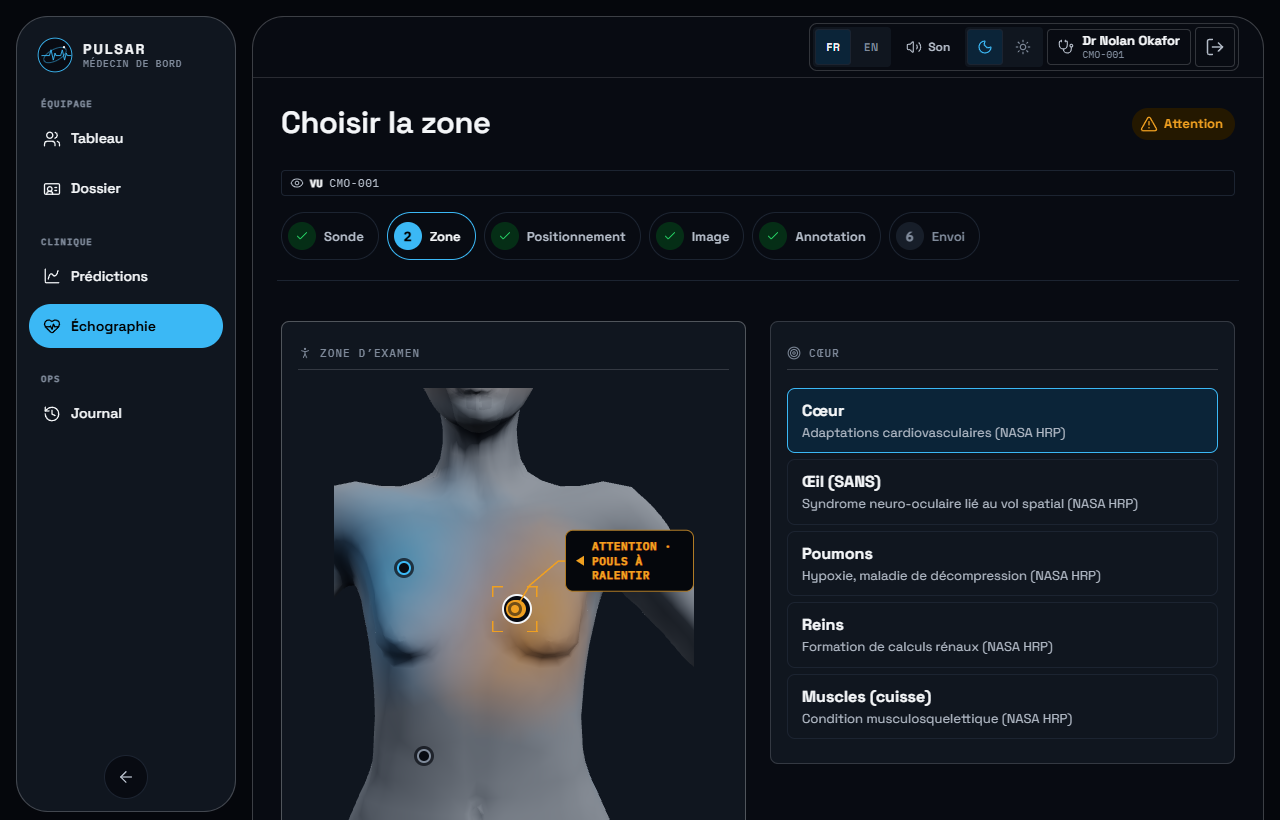 PULSAR
MÉDECIN DE BORD
ÉQUIPAGE
Tableau
Dossier
CLINIQUE
Prédictions
Échographie
OPS
Journal
FR EN Son Dr Nolan Okafor
CMO-001
Choisir la zone
Attention
VU CMO-001
Sonde
2 Zone
Positionnement
Image
Annotation
6 Envoi
ZONE D'EXAMEN
ATTENTION ·
POULS À
RALENTIR
CŒUR
Cœur
Adaptations cardiovasculaires (NASA HRP)
Œil (SANS)
Syndrome neuro-oculaire lié au vol spatial (NASA HRP)
Poumons
Hypoxie, maladie de décompression (NASA HRP)
Reins
Formation de calculs rénaux (NASA HRP)
Muscles (cuisse)
Condition musculosquelettique (NASA HRP)